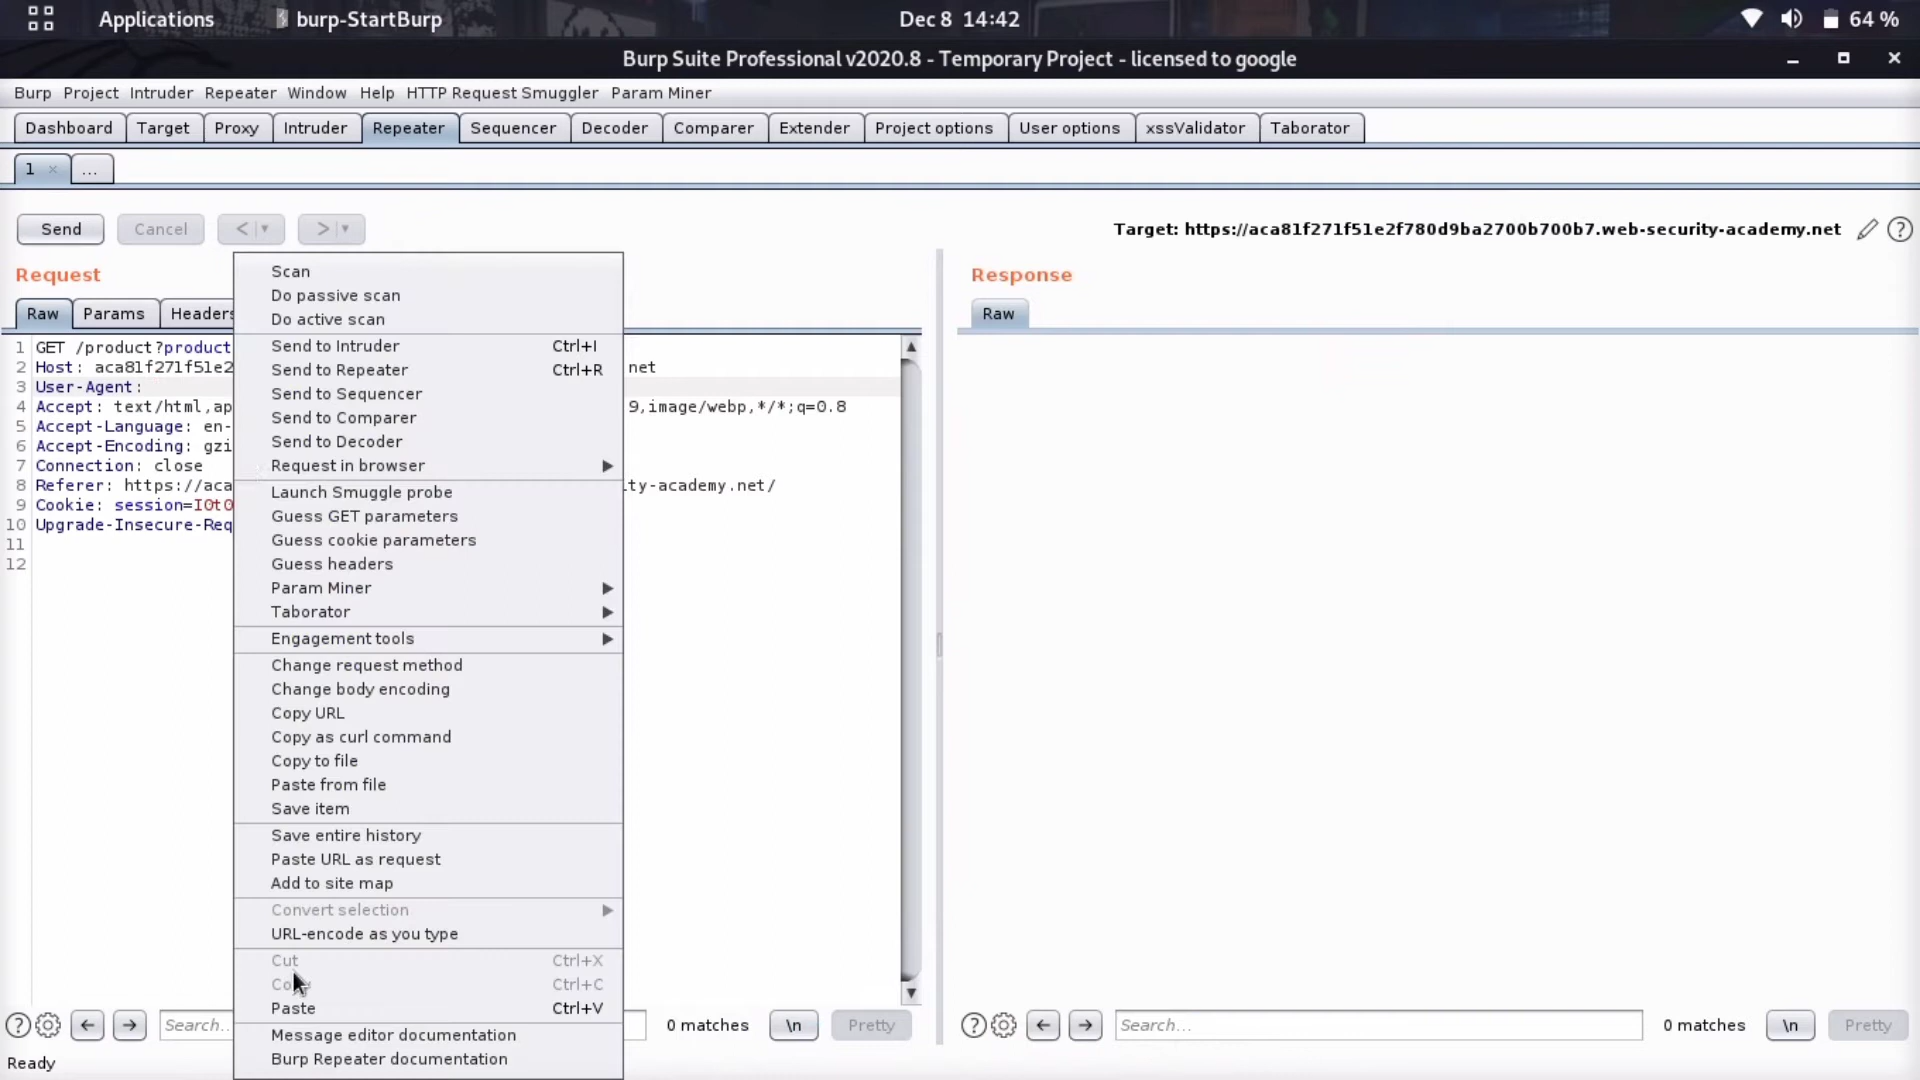 Applications burp-StartBurp Dec 8 14:42 64 %
Burp Suite Professional v2020.8 - Temporary Project - licensed to google
Burp Project Intruder Repeater Window Help HTTP Request Smuggler Param Miner
Dashboard Target Proxy Intruder Repeater Sequencer Decoder Comparer Extender Project options User options xssValidator Taborator
1 × ...
Send Cancel < > Target: https://aca81f271f51e2f780d9ba2700b700b7.web-security-academy.net ?
Request
Raw Params Headers
1 GET /product?product
2 Host: aca81f271f51e2 net
3 User-Agent:
4 Accept: text/html,ap 9,image/webp,*/*;q=0.8
5 Accept-Language: en-
6 Accept-Encoding: gzi
7 Connection: close
8 Referer: https://aca ity-academy.net/
9 Cookie: session=I0t0
10 Upgrade-Insecure-Req
11
12
Scan
Do passive scan
Do active scan
Send to Intruder Ctrl+I
Send to Repeater Ctrl+R
Send to Sequencer
Send to Comparer
Send to Decoder
Request in browser
Launch Smuggle probe
Guess GET parameters
Guess cookie parameters
Guess headers
Param Miner
Taborator
Engagement tools
Change request method
Change body encoding
Copy URL
Copy as curl command
Copy to file
Paste from file
Save item
Save entire history
Paste URL as request
Add to site map
Convert selection
URL-encode as you type
Cut Ctrl+X
Copy Ctrl+C
Paste Ctrl+V
Message editor documentation
Burp Repeater documentation
Response
Raw
? Search... 0 matches \n Pretty
? Search... 0 matches \n Pretty
Ready